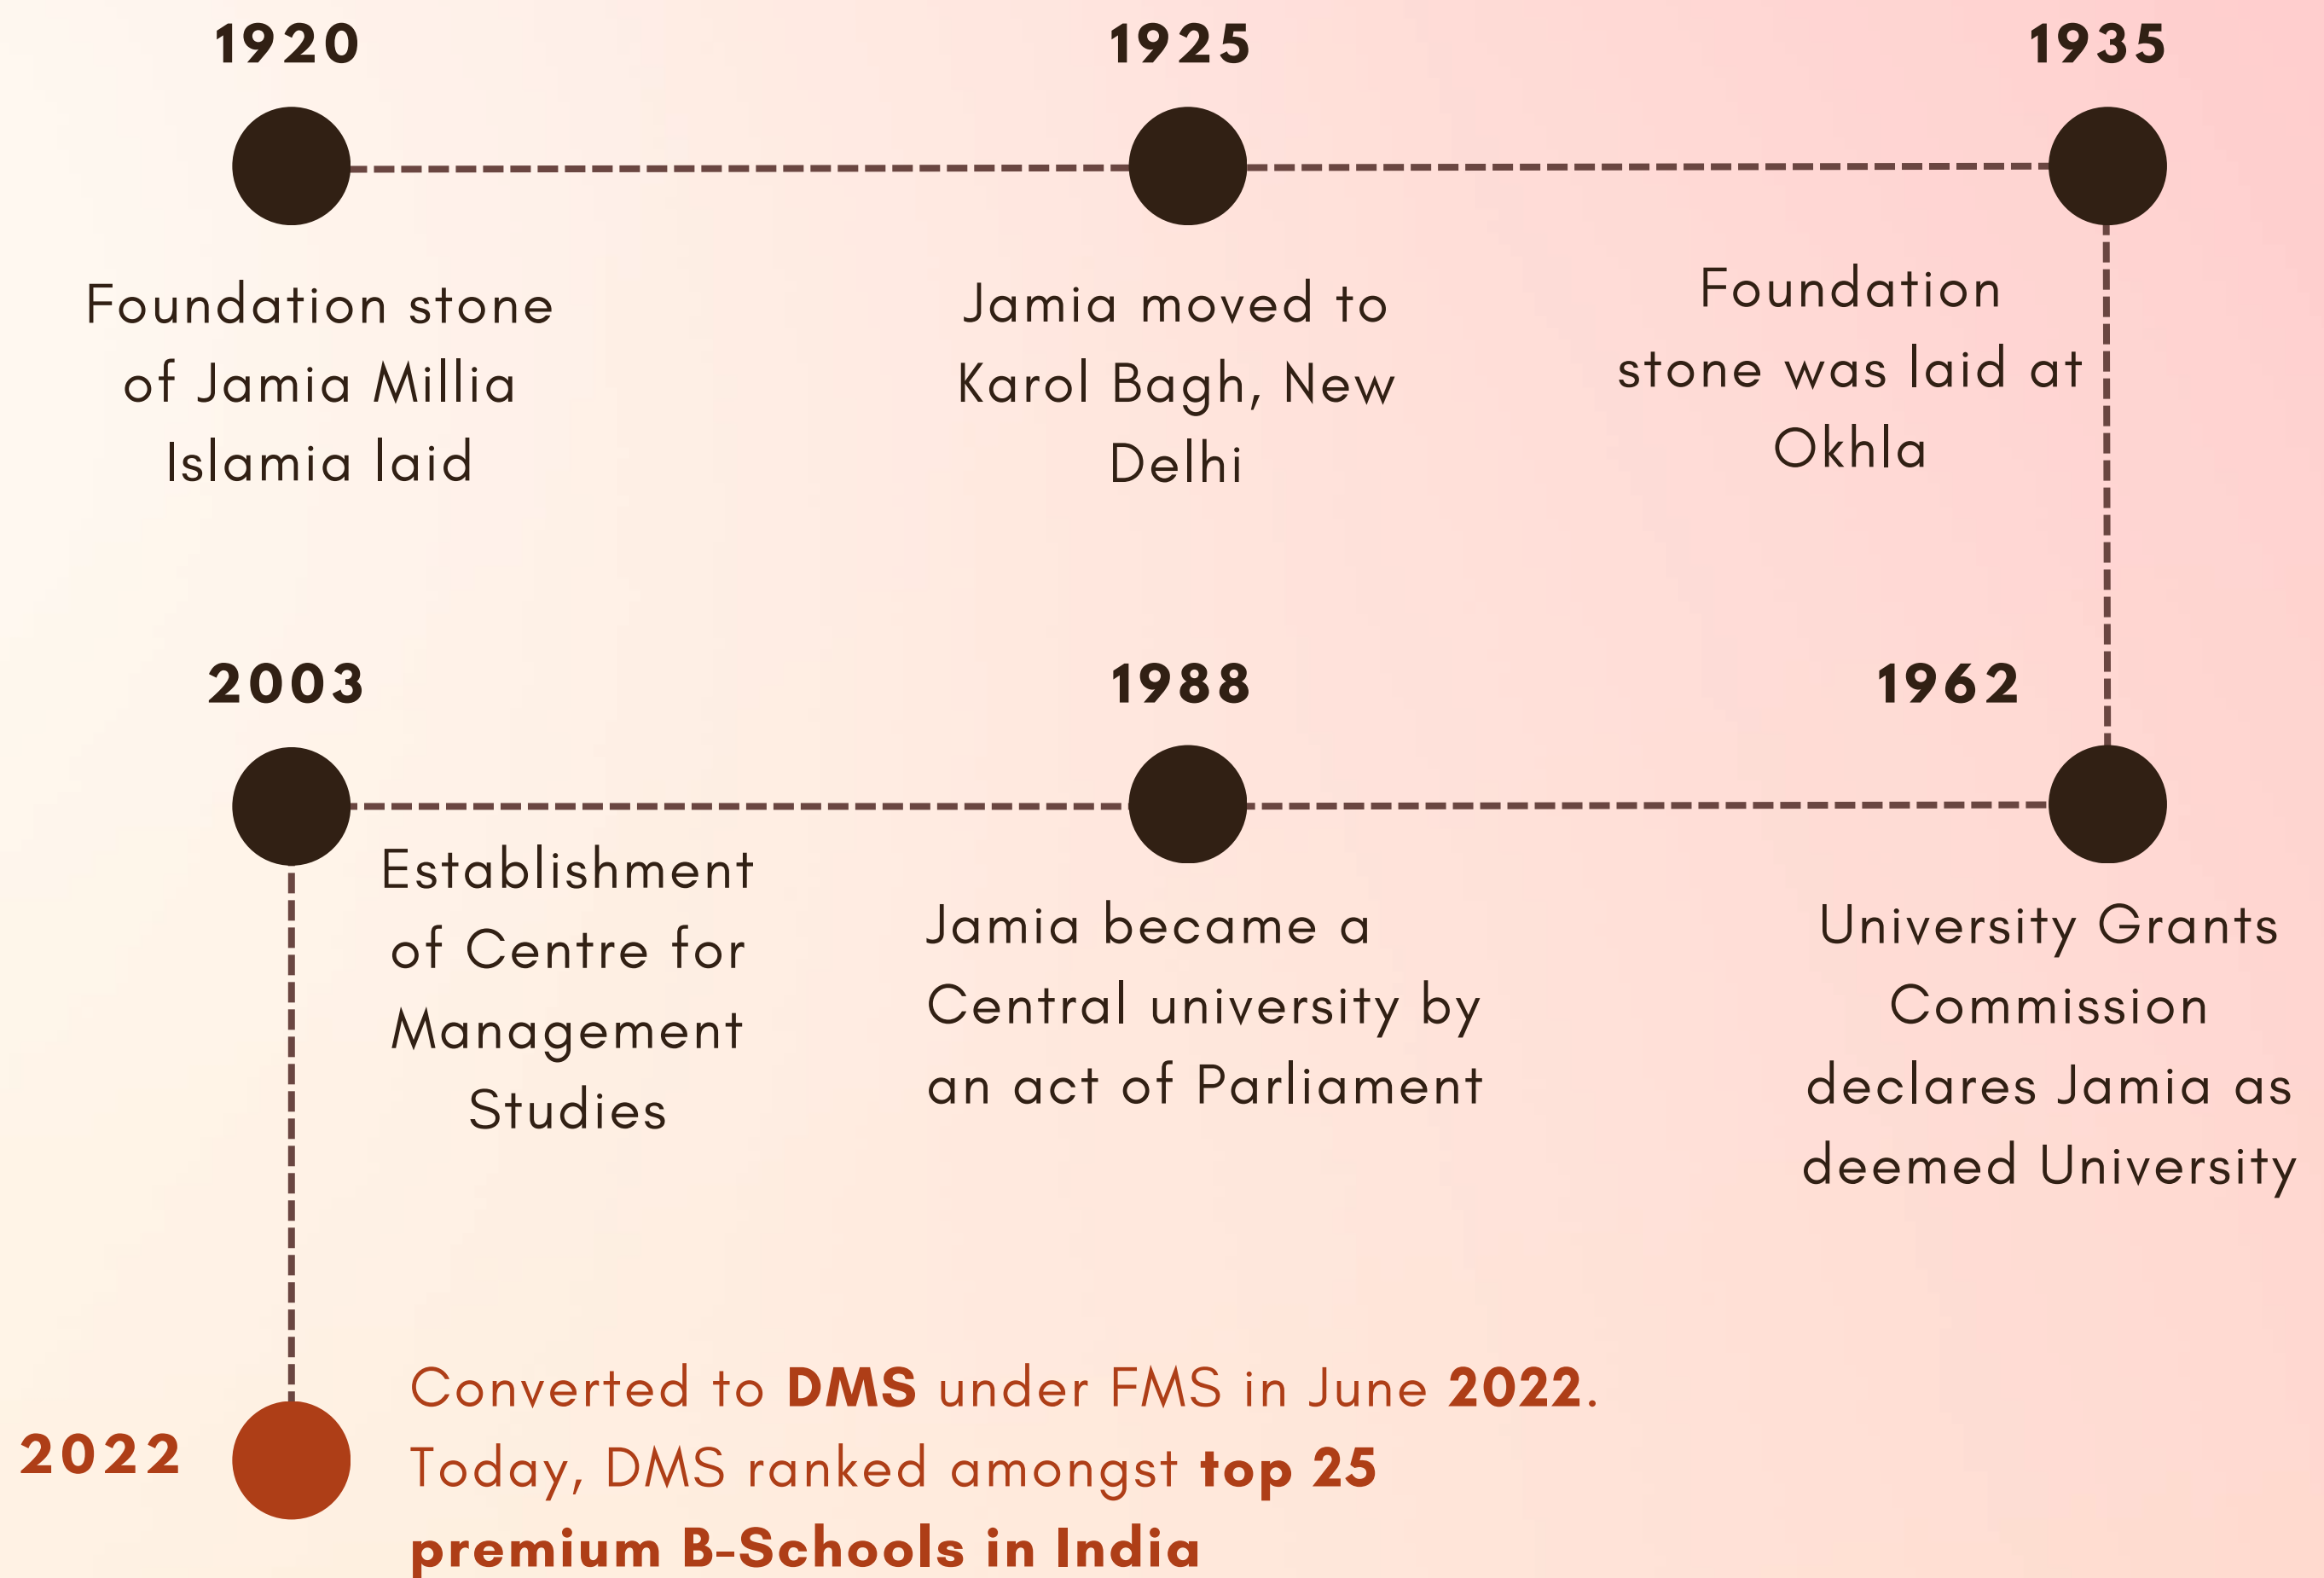 1920
Foundation stone
of Jamia Millia
Islamia laid
1925
Jamia moved to
Karol Bagh, New
Delhi
1935
Foundation
stone was laid at
Okhla
1962
University Grants
Commission
declares Jamia as
deemed University
1988
Jamia became a
Central university by
an act of Parliament
2003
Establishment
of Centre for
Management
Studies
2022
Converted to DMS under FMS in June 2022.
Today, DMS ranked amongst top 25
premium B-Schools in India